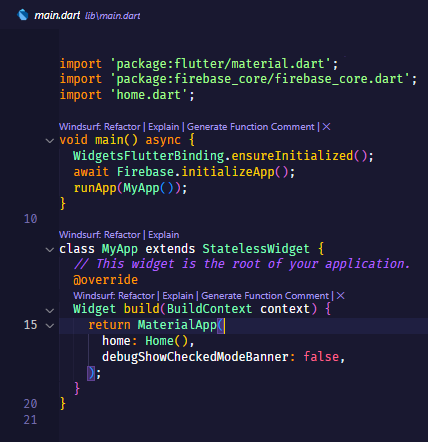 main.dart lib\main.dart
import 'package:flutter/material.dart';
import 'package:firebase_core/firebase_core.dart';
import 'home.dart';
Windsurf: Refactor | Explain | Generate Function Comment | X
void main() async {
  WidgetsFlutterBinding.ensureInitialized();
  await Firebase.initializeApp();
  runApp(MyApp());
}
10
Windsurf: Refactor | Explain
class MyApp extends StatelessWidget {
  // This widget is the root of your application.
  @override
  Windsurf: Refactor | Explain | Generate Function Comment | X
  Widget build(BuildContext context) {
15     return MaterialApp(
      home: Home(),
      debugShowCheckedModeBanner: false,
    );
  }
20 }
21